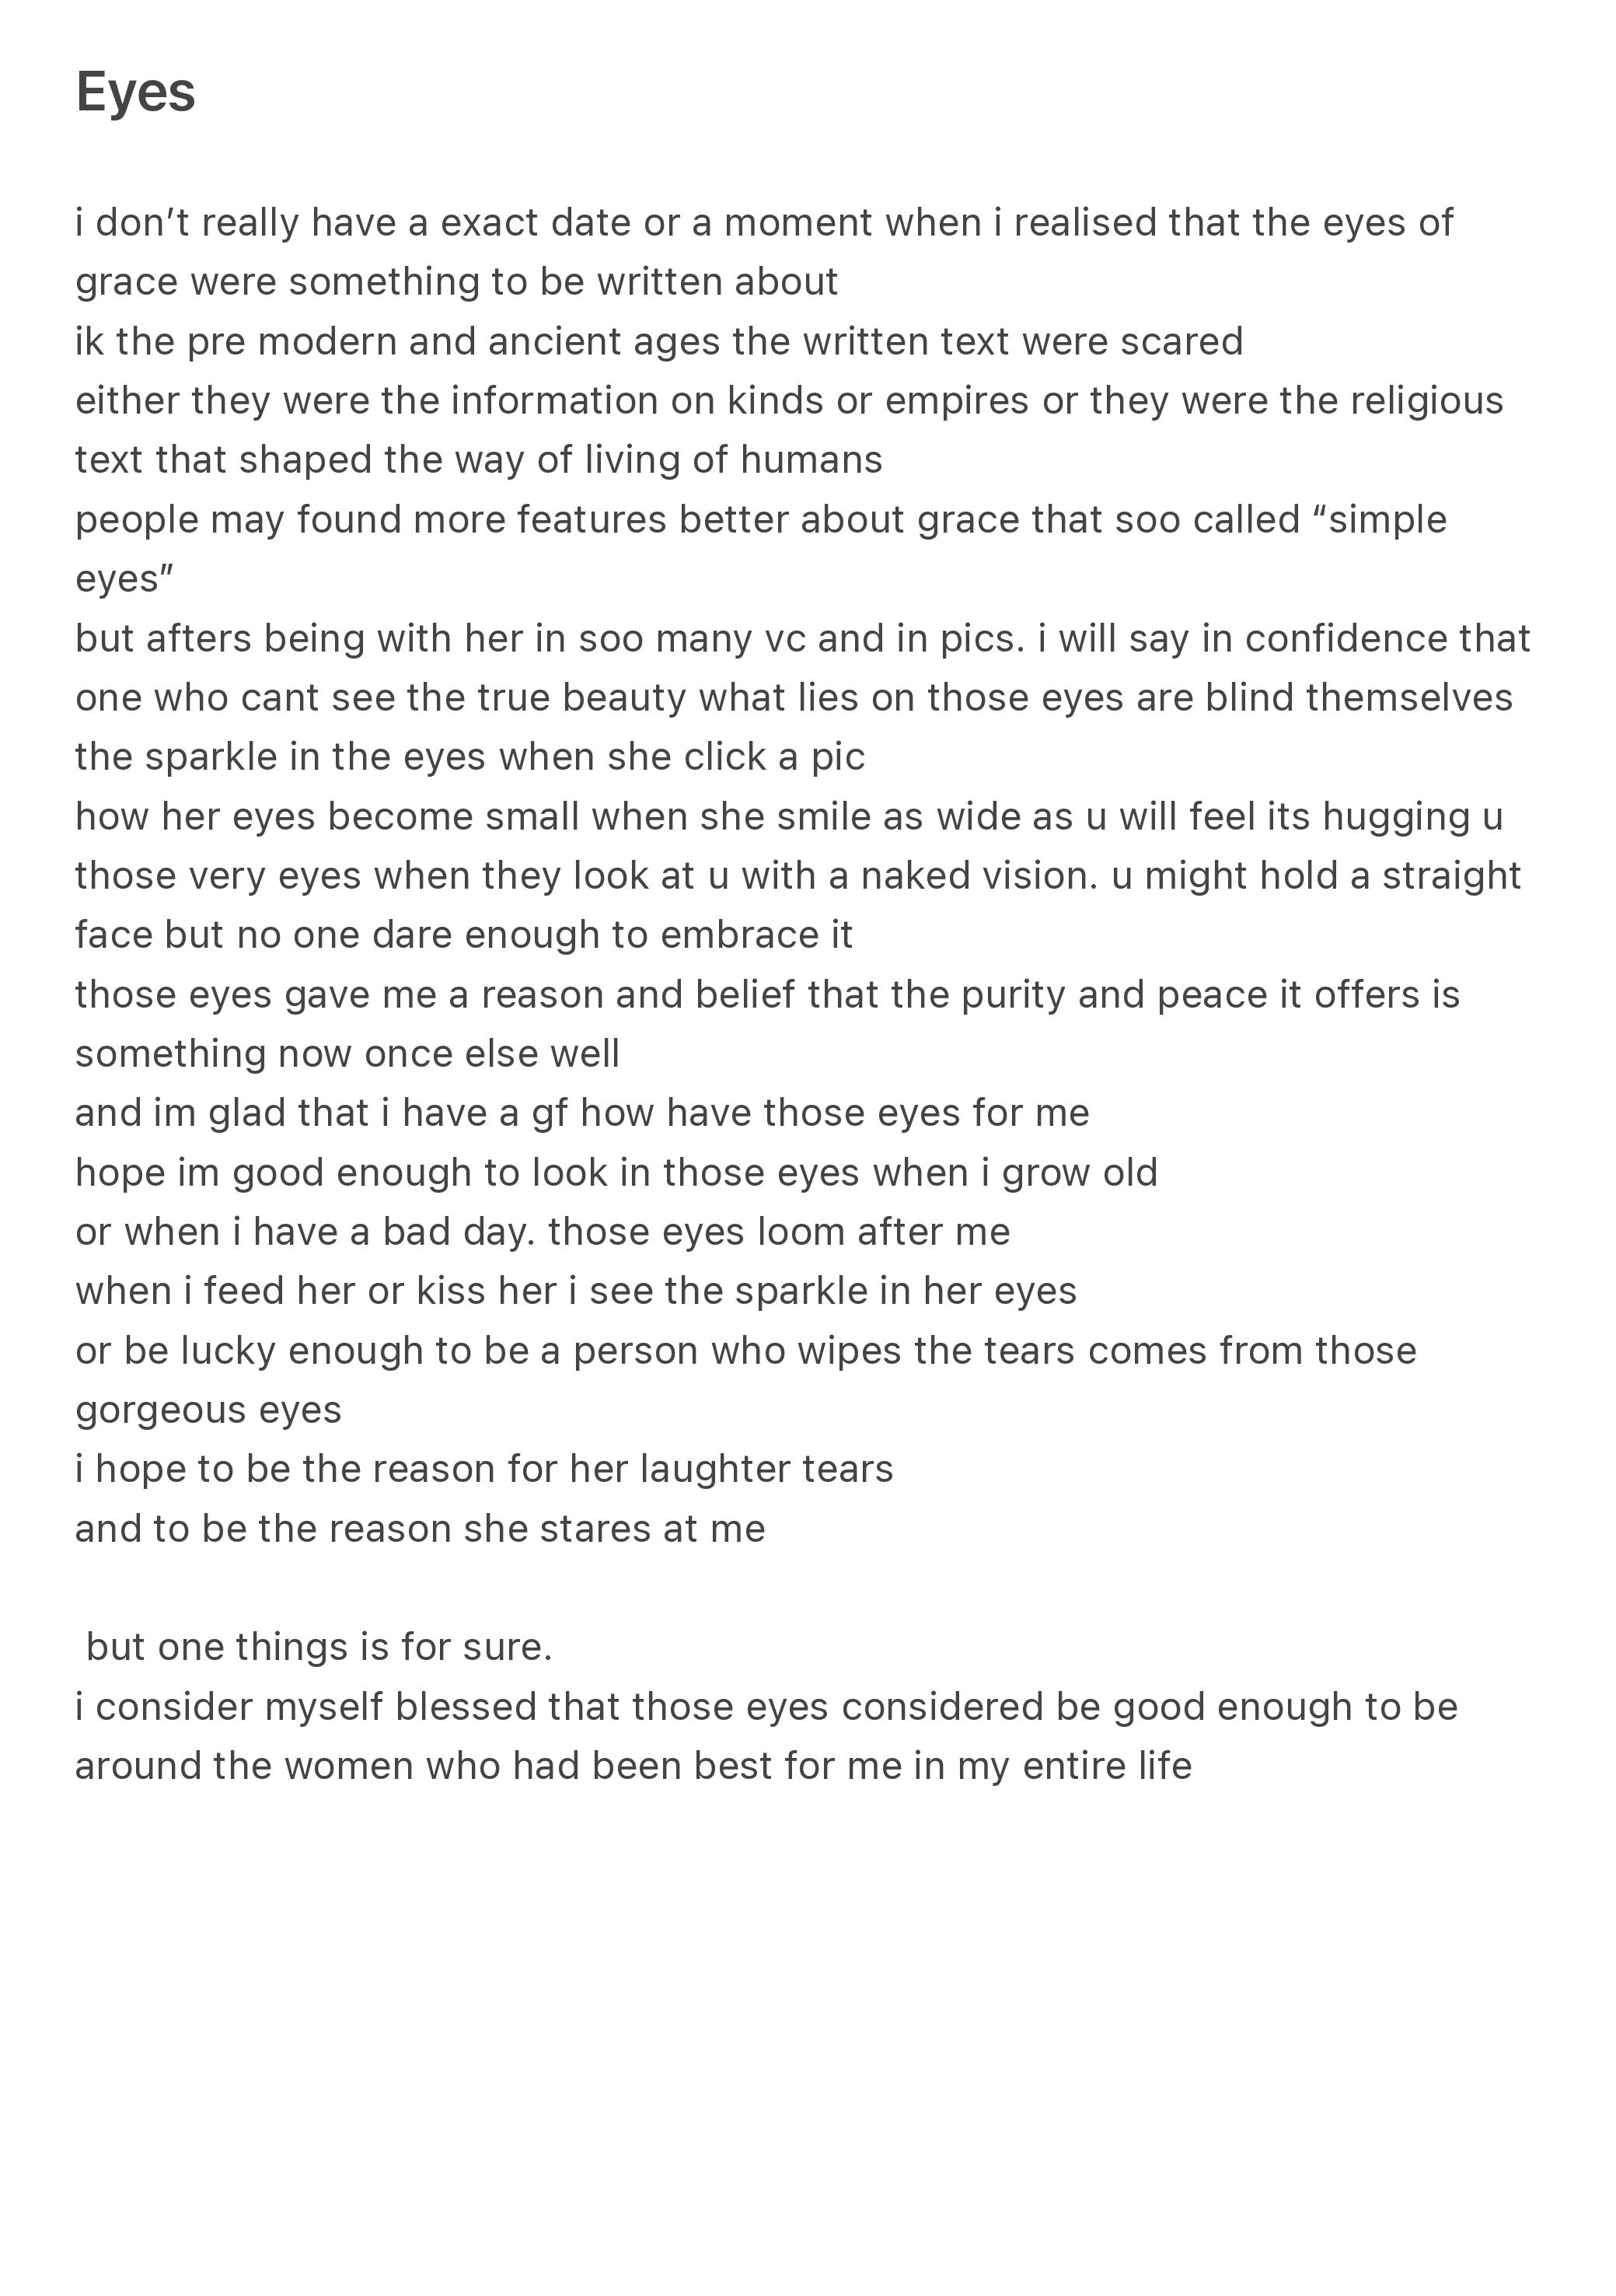 Eyes
i don’t really have a exact date or a moment when i realised that the eyes of
grace were something to be written about
ik the pre modern and ancient ages the written text were scared
either they were the information on kinds or empires or they were the religious
text that shaped the way of living of humans
people may found more features better about grace that soo called “simple
eyes”
but afters being with her in soo many vc and in pics. i will say in confidence that
one who cant see the true beauty what lies on those eyes are blind themselves
the sparkle in the eyes when she click a pic
how her eyes become small when she smile as wide as u will feel its hugging u
those very eyes when they look at u with a naked vision. u might hold a straight
face but no one dare enough to embrace it
those eyes gave me a reason and belief that the purity and peace it offers is
something now once else well
and im glad that i have a gf how have those eyes for me
hope im good enough to look in those eyes when i grow old
or when i have a bad day. those eyes loom after me
when i feed her or kiss her i see the sparkle in her eyes
or be lucky enough to be a person who wipes the tears comes from those
gorgeous eyes
i hope to be the reason for her laughter tears
and to be the reason she stares at me
but one things is for sure.
i consider myself blessed that those eyes considered be good enough to be
around the women who had been best for me in my entire life